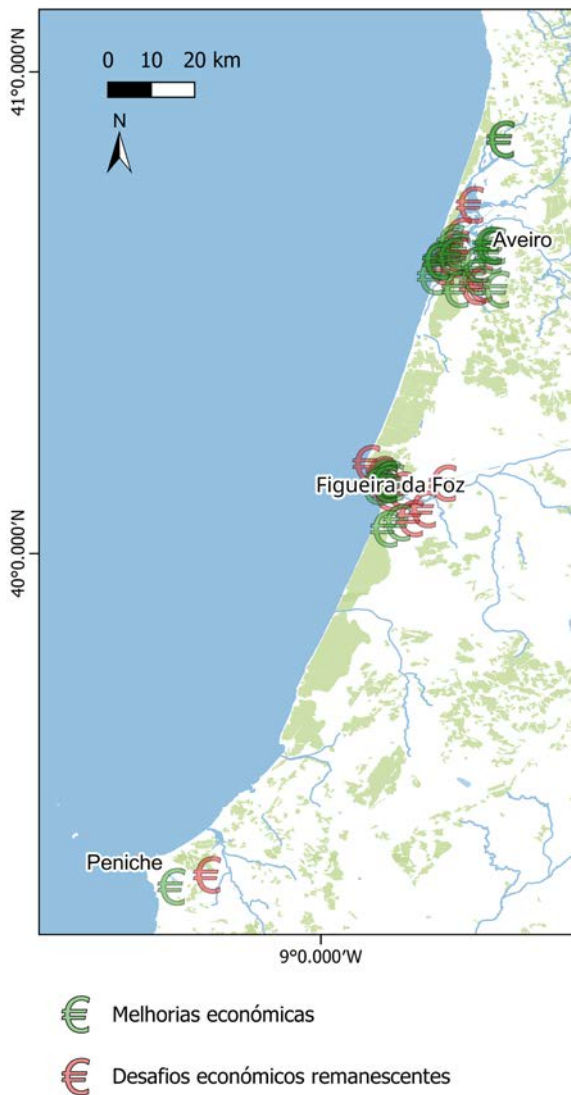 0 10 20 km
N
41°0.000'N
Aveiro
Figueira da Foz
40°0.000'N
Peniche
9°0.000'W
€ Melhorias económicas
€ Desafios económicos remanescentes